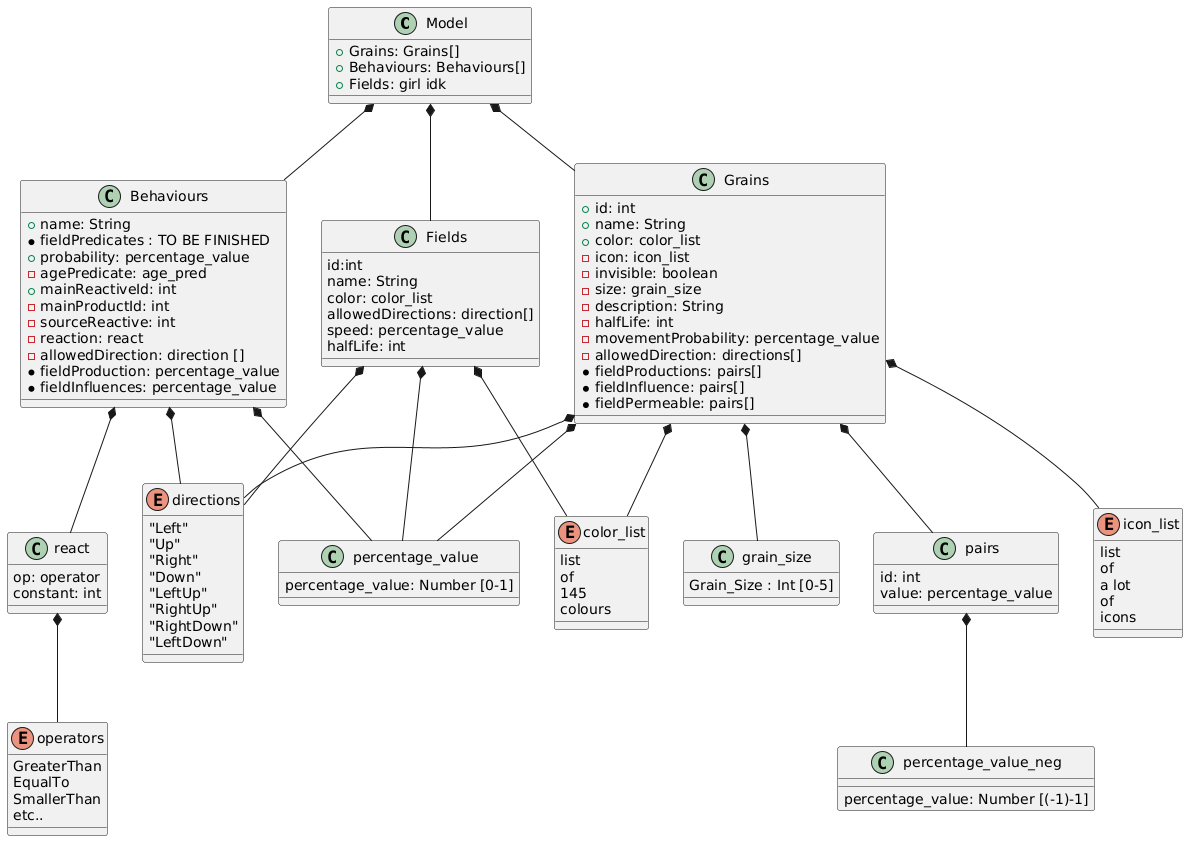 C Model
Grains: Grains[]
Behaviours: Behaviours[]
Fields: girl idk
C Behaviours
name: String
fieldPredicates : TO BE FINISHED
probability: percentage_value
agePredicate: age_pred
mainReactiveId: int
mainProductId: int
sourceReactive: int
reaction: react
allowedDirection: direction []
fieldProduction: percentage_value
fieldInfluences: percentage_value
C Fields
id:int
name: String
color: color_list
allowedDirections: direction[]
speed: percentage_value
halfLife: int
C Grains
id: int
name: String
color: color_list
icon: icon_list
invisible: boolean
size: grain_size
description: String
halfLife: int
movementProbability: percentage_value
allowedDirection: directions[]
fieldProductions: pairs[]
fieldInfluence: pairs[]
fieldPermeable: pairs[]
C react
op: operator
constant: int
E directions
"Left"
"Up"
"Right"
"Down"
"LeftUp"
"RightUp"
"RightDown"
"LeftDown"
C percentage_value
percentage_value: Number [0-1]
E color_list
list
of
145
colours
C grain_size
Grain_Size : Int [0-5]
C pairs
id: int
value: percentage_value
E icon_list
list
of
a lot
of
icons
E operators
GreaterThan
EqualTo
SmallerThan
etc..
C percentage_value_neg
percentage_value: Number [(-1)-1]